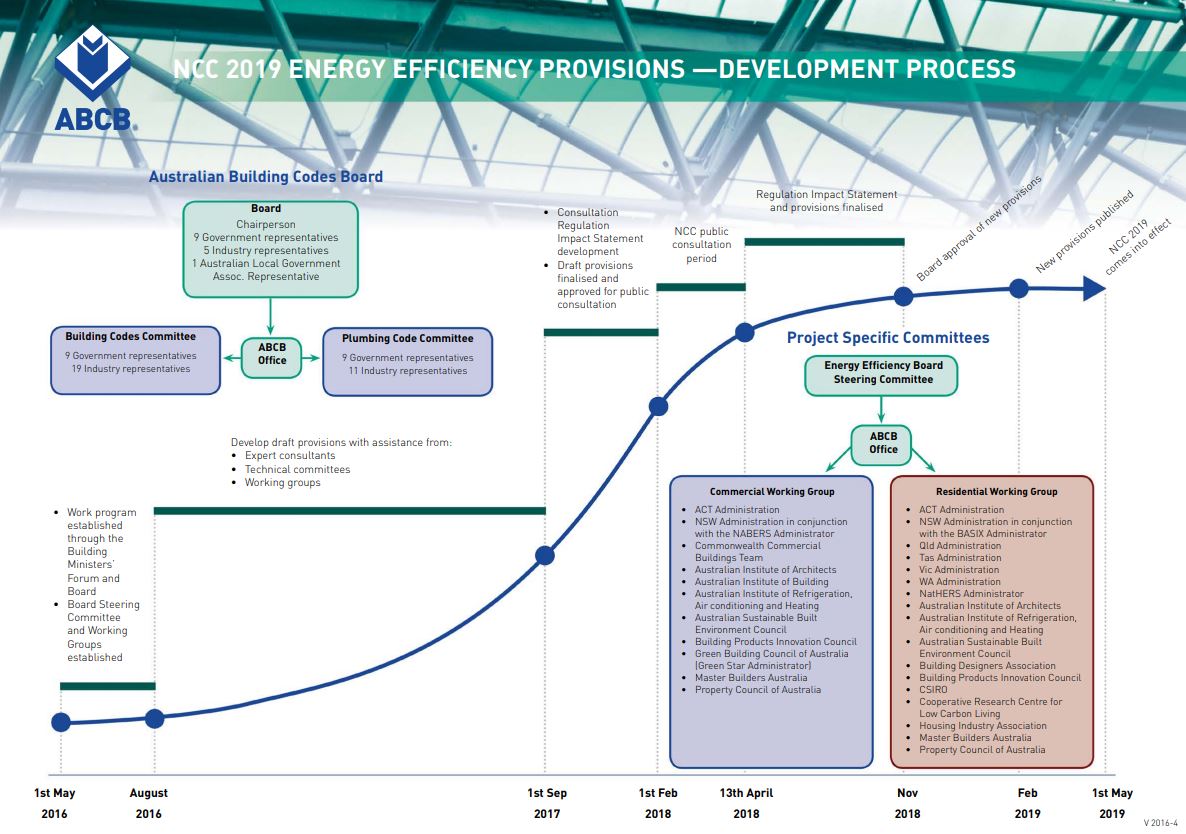 NCC 2019 ENERGY EFFICIENCY PROVISIONS —DEVELOPMENT PROCESS
ABCB
Australian Building Codes Board
Board
Chairperson
9 Government representatives
5 Industry representatives
1 Australian Local Government
Assoc. Representative
Building Codes Committee
9 Government representatives
19 Industry representatives
ABCB
Office
Plumbing Code Committee
9 Government representatives
11 Industry representatives
• Work program
established
through the
Building
Ministers'
Forum and
Board
• Board Steering
Committee
and Working
Groups
established
Develop draft provisions with assistance from:
• Expert consultants
• Technical committees
• Working groups
• Consultation
Regulation
Impact Statement
development
• Draft provisions
finalised and
approved for public
consultation
NCC public
consultation
period
Regulation Impact Statement
and provisions finalised
Board approval of new provisions
New provisions published
NCC 2019
comes into effect
Project Specific Committees
Energy Efficiency Board
Steering Committee
ABCB
Office
Commercial Working Group
• ACT Administration
• NSW Administration in conjunction
with the NABERS Administrator
• Commonwealth Commercial
Buildings Team
• Australian Institute of Architects
• Australian Institute of Building
• Australian Institute of Refrigeration,
Air conditioning and Heating
• Australian Sustainable Built
Environment Council
• Building Products Innovation Council
• Green Building Council of Australia
(Green Star Administrator)
• Master Builders Australia
• Property Council of Australia
Residential Working Group
• ACT Administration
• NSW Administration in conjunction
with the BASIX Administrator
• Qld Administration
• Tas Administration
• Vic Administration
• WA Administration
• NatHERS Administrator
• Australian Institute of Architects
• Australian Institute of Refrigeration,
Air conditioning and Heating
• Australian Sustainable Built
Environment Council
• Building Designers Association
• Building Products Innovation Council
• CSIRO
• Cooperative Research Centre for
Low Carbon Living
• Housing Industry Association
• Master Builders Australia
• Property Council of Australia
1st May
2016
August
2016
1st Sep
2017
1st Feb
2018
13th April
2018
Nov
2018
Feb
2019
1st May
2019
V 2016-4